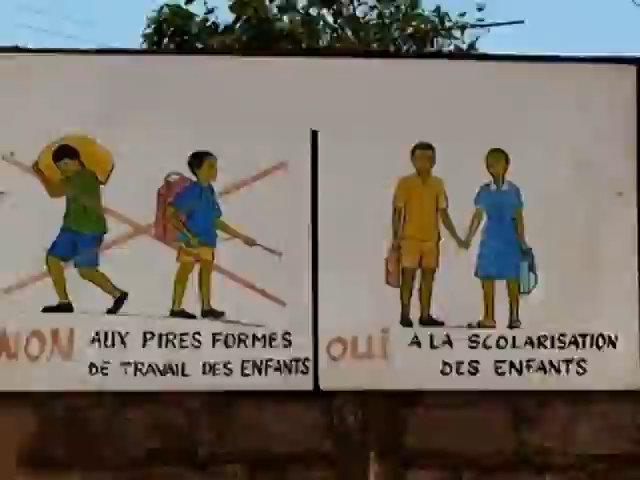 NON AUX PIRES FORMES
DE TRAVAIL DES ENFANTS
OUI A LA SCOLARISATION
DES ENFANTS